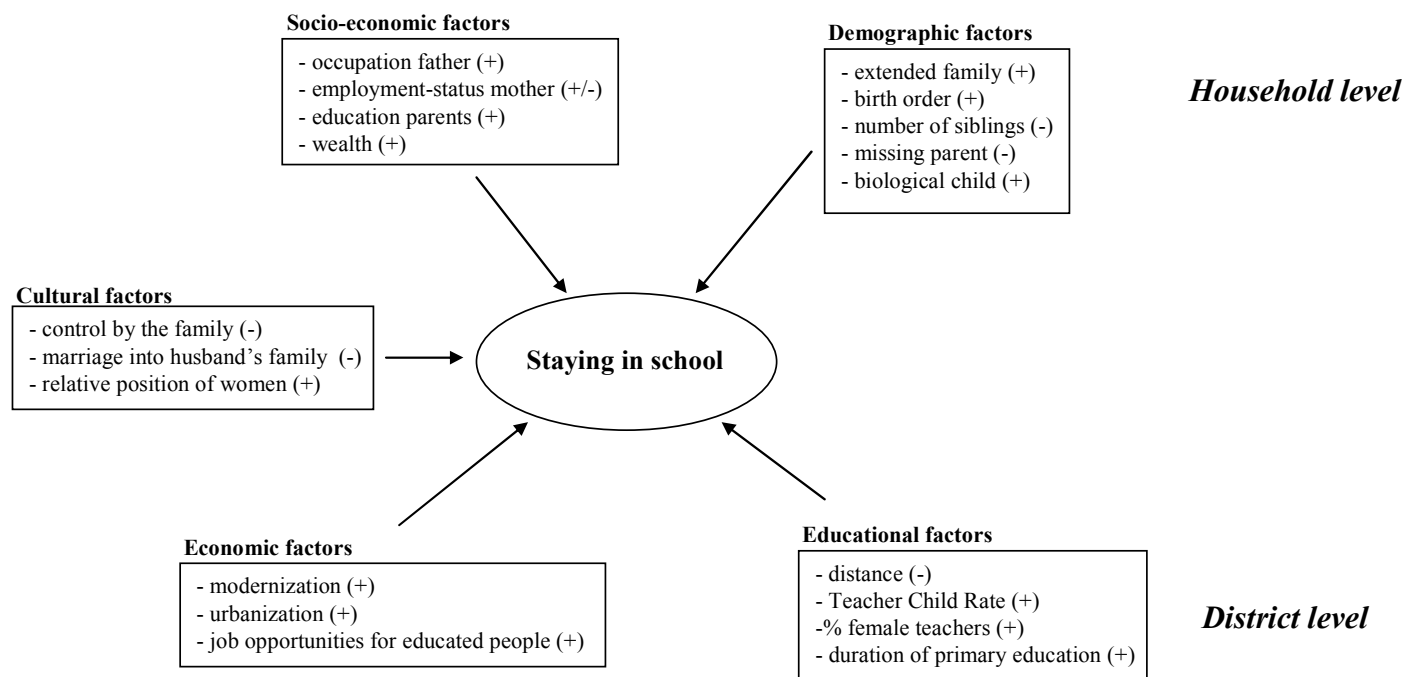 Socio-economic factors
- occupation father (+)
- employment-status mother (+/-)
- education parents (+)
- wealth (+)
Demographic factors
- extended family (+)
- birth order (+)
- number of siblings (-)
- missing parent (-)
- biological child (+)
Household level
Cultural factors
- control by the family (-)
- marriage into husband’s family (-)
- relative position of women (+)
Staying in school
Economic factors
- modernization (+)
- urbanization (+)
- job opportunities for educated people (+)
Educational factors
- distance (-)
- Teacher Child Rate (+)
-% female teachers (+)
- duration of primary education (+)
District level